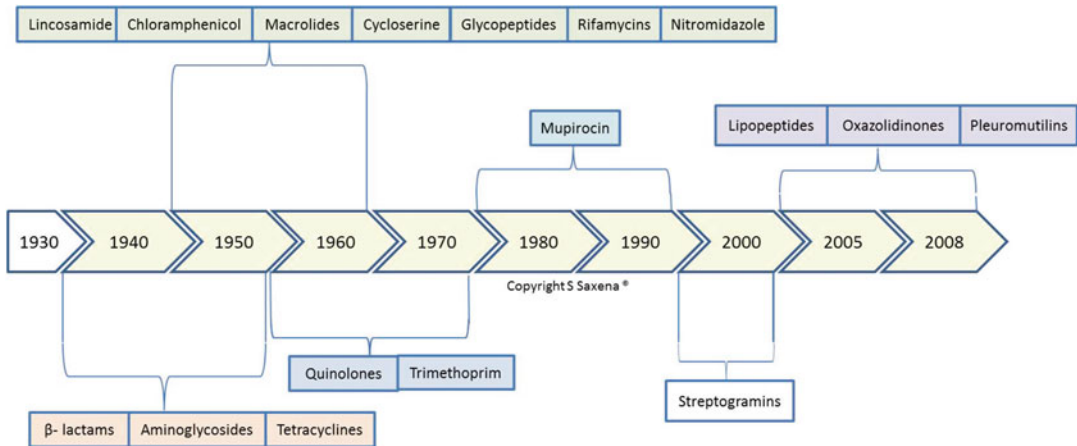 Lincosamide Chloramphenicol Macrolides Cycloserine Glycopeptides Rifamycins Nitromidazole
Mupirocin
Lipopeptides Oxazolidinones Pleuromutilins
1930 1940 1950 1960 1970 1980 1990 2000 2005 2008
Copyright S Saxena ®
Quinolones Trimethoprim
Streptogramins
β- lactams Aminoglycosides Tetracyclines